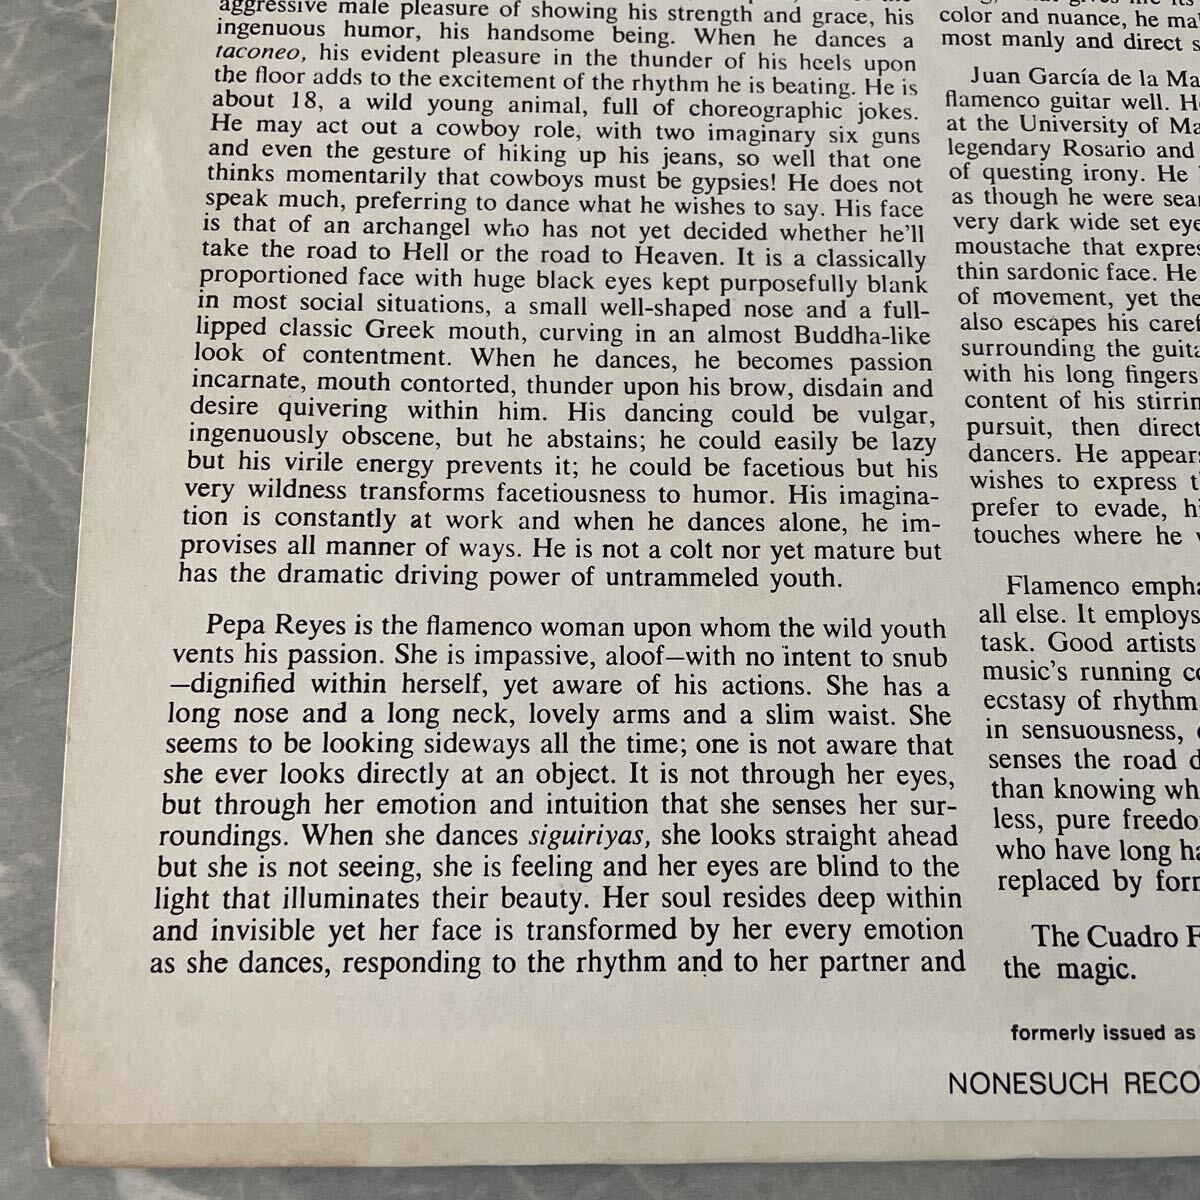 aggressive male pleasure of showing his strength and grace, his
ingenuous humor, his handsome being. When he dances a
taconeo, his evident pleasure in the thunder of his heels upon
the floor adds to the excitement of the rhythm he is beating. He is
about 18, a wild young animal, full of choreographic jokes.
He may act out a cowboy role, with two imaginary six guns
and even the gesture of hiking up his jeans, so well that one
thinks momentarily that cowboys must be gypsies! He does not
speak much, preferring to dance what he wishes to say. His face
is that of an archangel who has not yet decided whether he'll
take the road to Hell or the road to Heaven. It is a classically
proportioned face with huge black eyes kept purposefully blank
in most social situations, a small well-shaped nose and a full-
lipped classic Greek mouth, curving in an almost Buddha-like
look of contentment. When he dances, he becomes passion
incarnate, mouth contorted, thunder upon his brow, disdain and
desire quivering within him. His dancing could be vulgar,
ingenuously obscene, but he abstains; he could easily be lazy
but his virile energy prevents it; he could be facetious but his
very wildness transforms facetiousness to humor. His imagina-
tion is constantly at work and when he dances alone, he im-
provises all manner of ways. He is not a colt nor yet mature but
has the dramatic driving power of untrammeled youth.
Pepa Reyes is the flamenco woman upon whom the wild youth
vents his passion. She is impassive, aloof—with no intent to snub
—dignified within herself, yet aware of his actions. She has a
long nose and a long neck, lovely arms and a slim waist. She
seems to be looking sideways all the time; one is not aware that
she ever looks directly at an object. It is not through her eyes,
but through her emotion and intuition that she senses her sur-
roundings. When she dances siguiriyas, she looks straight ahead
but she is not seeing, she is feeling and her eyes are blind to the
light that illuminates their beauty. Her soul resides deep within
and invisible yet her face is transformed by her every emotion
as she dances, responding to the rhythm and to her partner and
color and nuance, he ma
most manly and direct s
Juan García de la Ma
flamenco guitar well. H
at the University of Ma
legendary Rosario and
of questing irony. He
as though he were sear
very dark wide set eye
moustache that expres
thin sardonic face. He
of movement, yet the
also escapes his caref
surrounding the guita
with his long fingers
content of his stirrin
pursuit, then direct
dancers. He appears
wishes to express t
prefer to evade, hi
touches where he w
Flamenco empha
all else. It employs
task. Good artists
music's running co
ecstasy of rhythm
in sensuousness,
senses the road d
than knowing wh
less, pure freedo
who have long ha
replaced by form
The Cuadro F
the magic.
formerly issued as
NONESUCH RECO